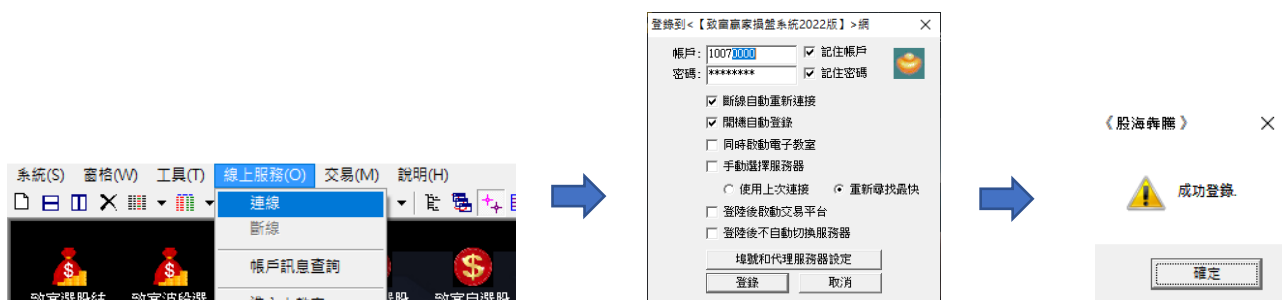 系統(S) 窗格(W) 工具(T) 線上服務(O) 交易(M) 說明(H)
連線
斷線
帳戶訊息查詢
登錄到<【致富贏家操盤系統2022版】>網
帳戶: 10070000 記住帳戶
密碼: ******** 記住密碼
斷線自動重新連接
開機自動登錄
同時啟動電子教室
手動選擇服務器
使用上次連接 重新尋找最快
登陸後啟動交易平台
登陸後不自動切換服務器
埠號和代理服務器設定
登錄 取消
《股海犇騰》
成功登錄.
確定